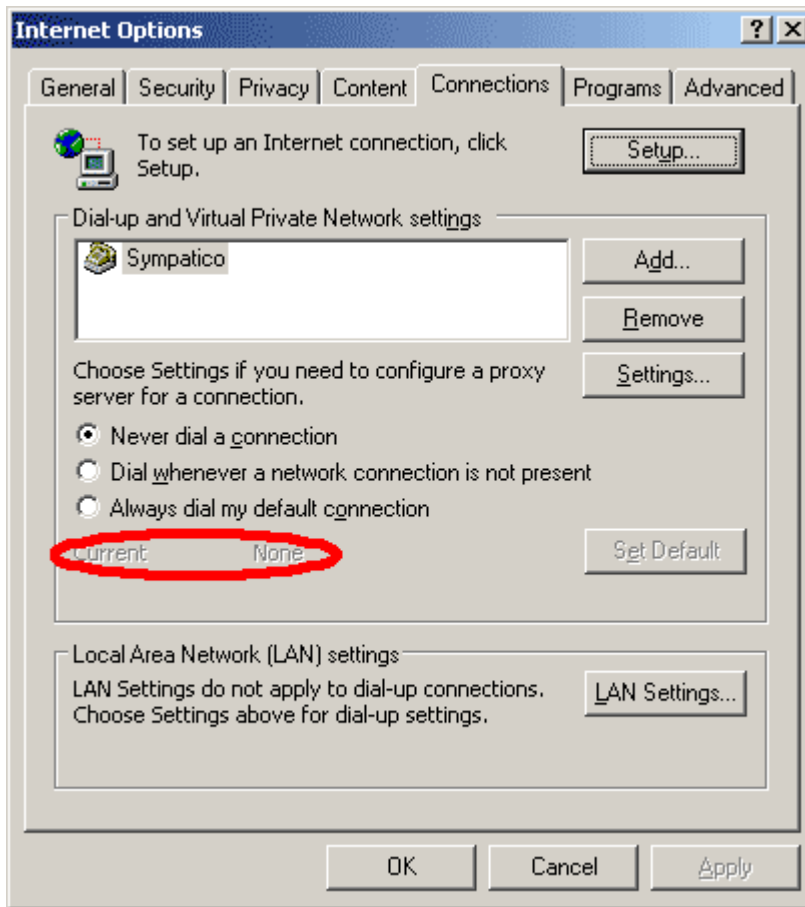 Internet Options
General Security Privacy Content Connections Programs Advanced
To set up an Internet connection, click
Setup.
Setup...
Dial-up and Virtual Private Network settings
Sympatico
Add...
Remove
Choose Settings if you need to configure a proxy
server for a connection.
Settings...
Never dial a connection
Dial whenever a network connection is not present
Always dial my default connection
Current None
Set Default
Local Area Network (LAN) settings
LAN Settings do not apply to dial-up connections.
Choose Settings above for dial-up settings.
LAN Settings...
OK Cancel Apply